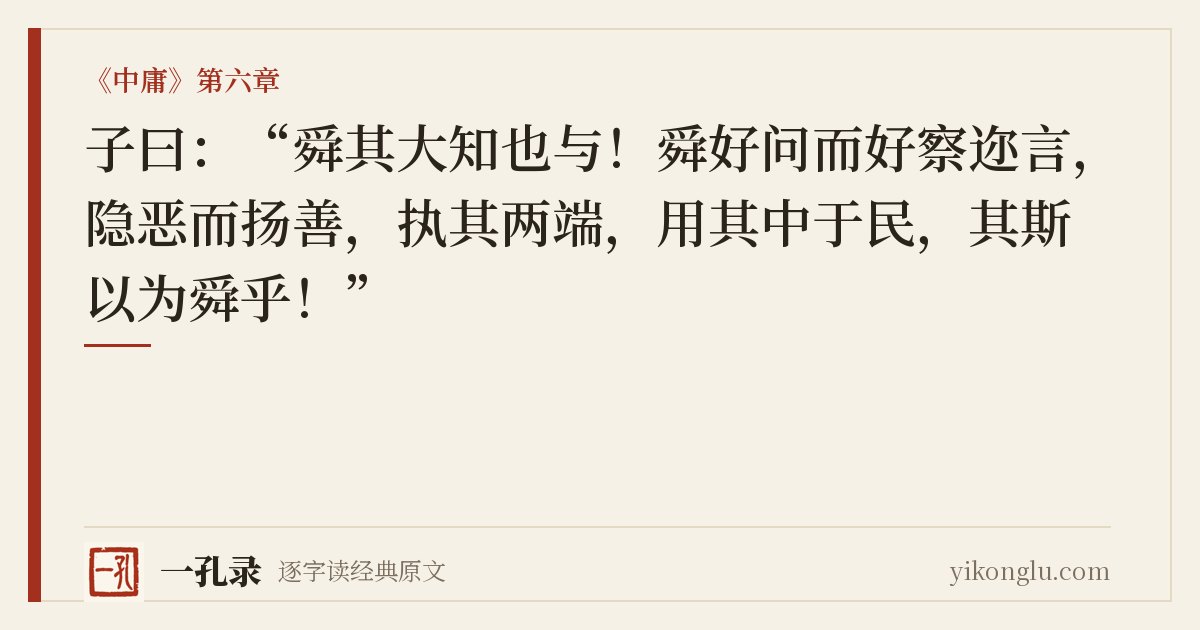 《中庸》第六章
子曰：“舜其大知也与！舜好问而好察迩言，
隐恶而扬善，执其两端，用其中于民，其斯
以为舜乎！”
一孔
一孔录 逐字读经典原文 yikonglu.com